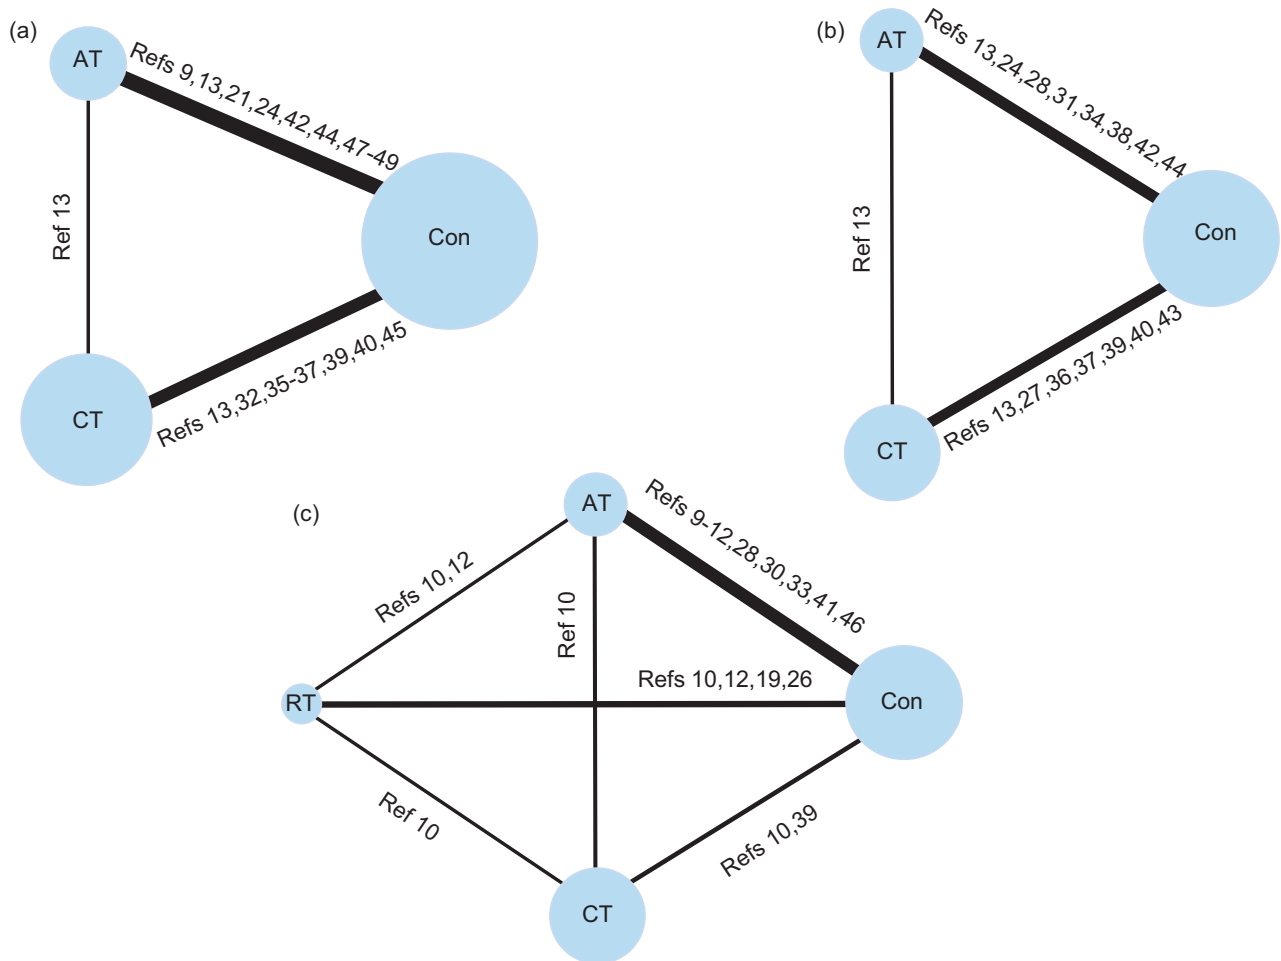 (a)
AT
Refs 9,13,21,24,42,44,47-49
Ref 13
Con
CT
Refs 13,32,35-37,39,40,45
(b)
AT
Refs 13,24,28,31,34,38,42,44
Ref 13
Con
CT
Refs 13,27,36,37,39,40,43
(c)
AT
Refs 9-12,28,30,33,41,46
Refs 10,12
Ref 10
Refs 10,12,19,26
RT
Con
Ref 10
Refs 10,39
CT